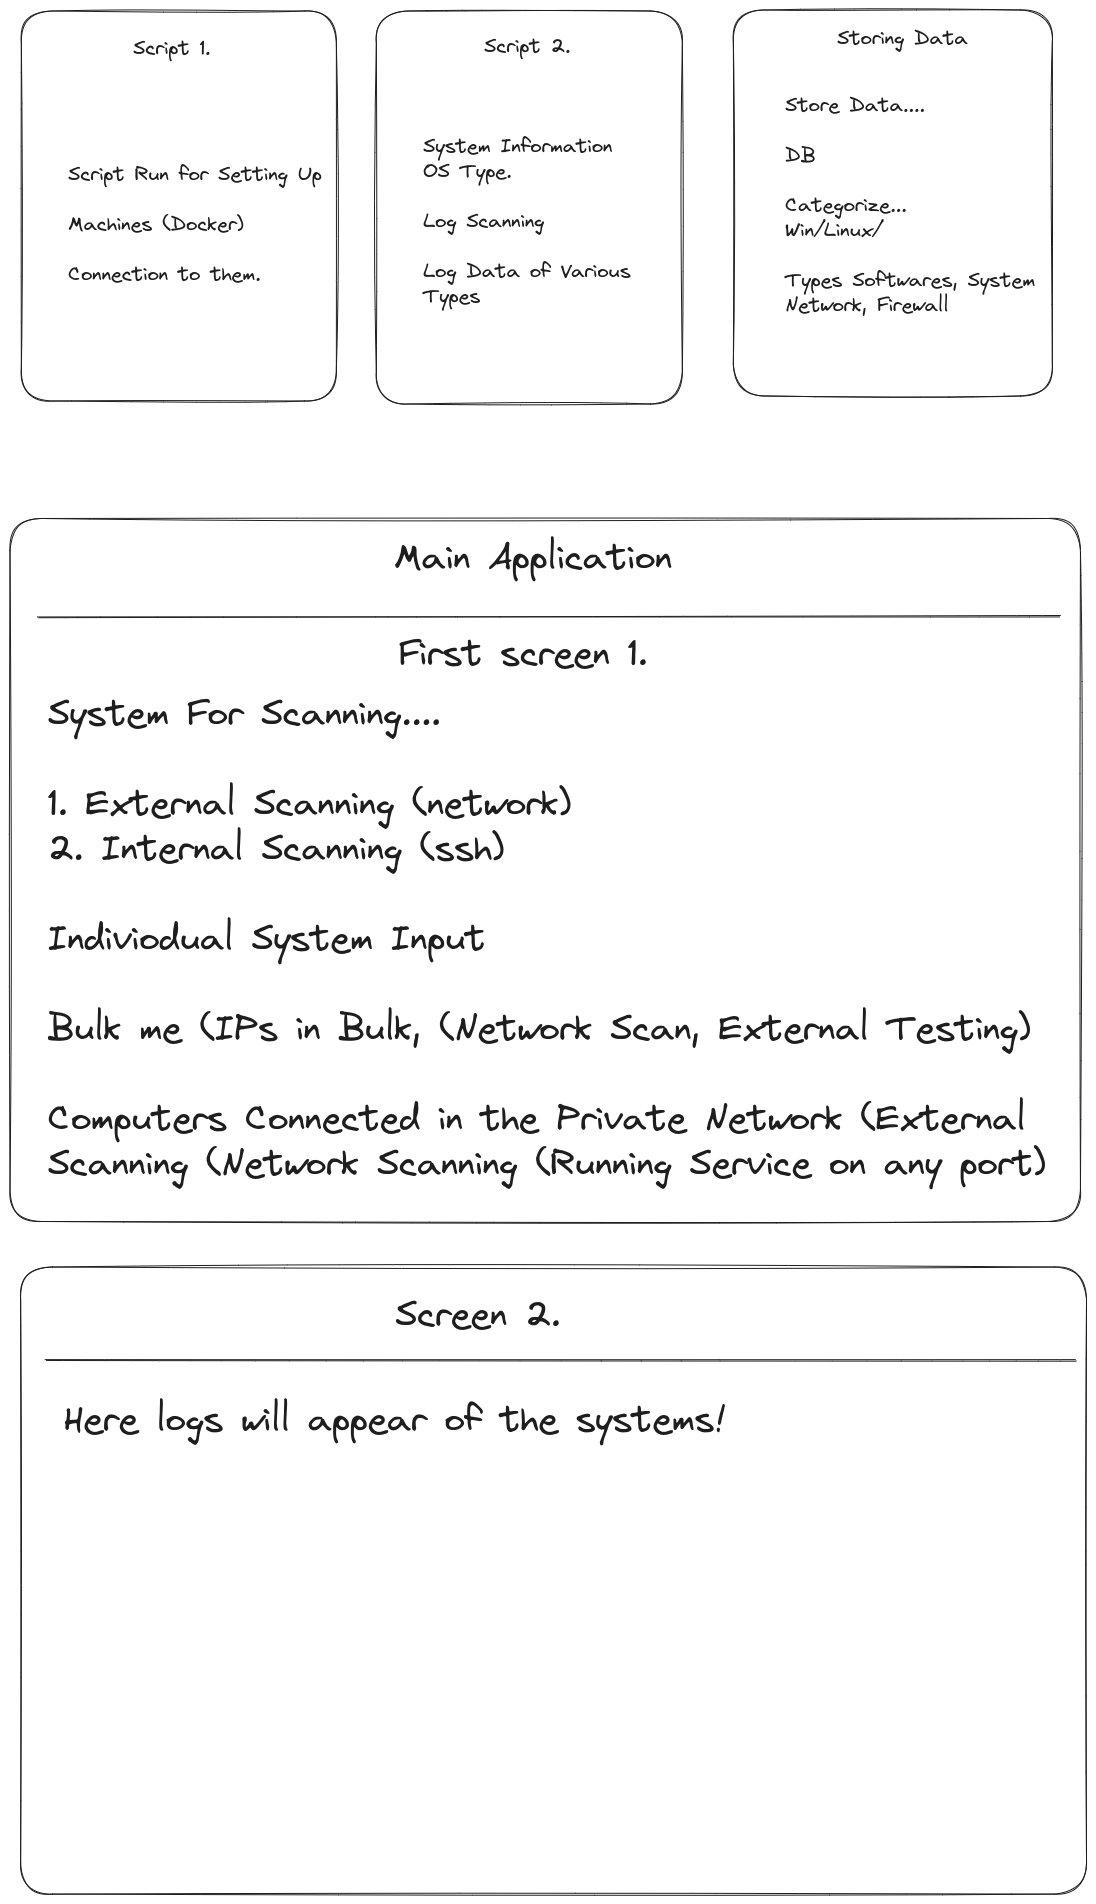 Script 1.
Script Run for Setting Up
Machines (Docker)
Connection to them.
Script 2.
System Information
OS Type.
Log Scanning
Log Data of Various
Types
Storing Data
Store Data....
DB
Categorize...
Win/Linux/
Types Softwares, System
Network, Firewall
Main Application
First screen 1.
System For Scanning....
1. External Scanning (network)
2. Internal Scanning (ssh)
Indiviodual System Input
Bulk me (IPs in Bulk, (Network Scan, External Testing)
Computers Connected in the Private Network (External
Scanning (Network Scanning (Running Service on any port)
Screen 2.
Here logs will appear of the systems!